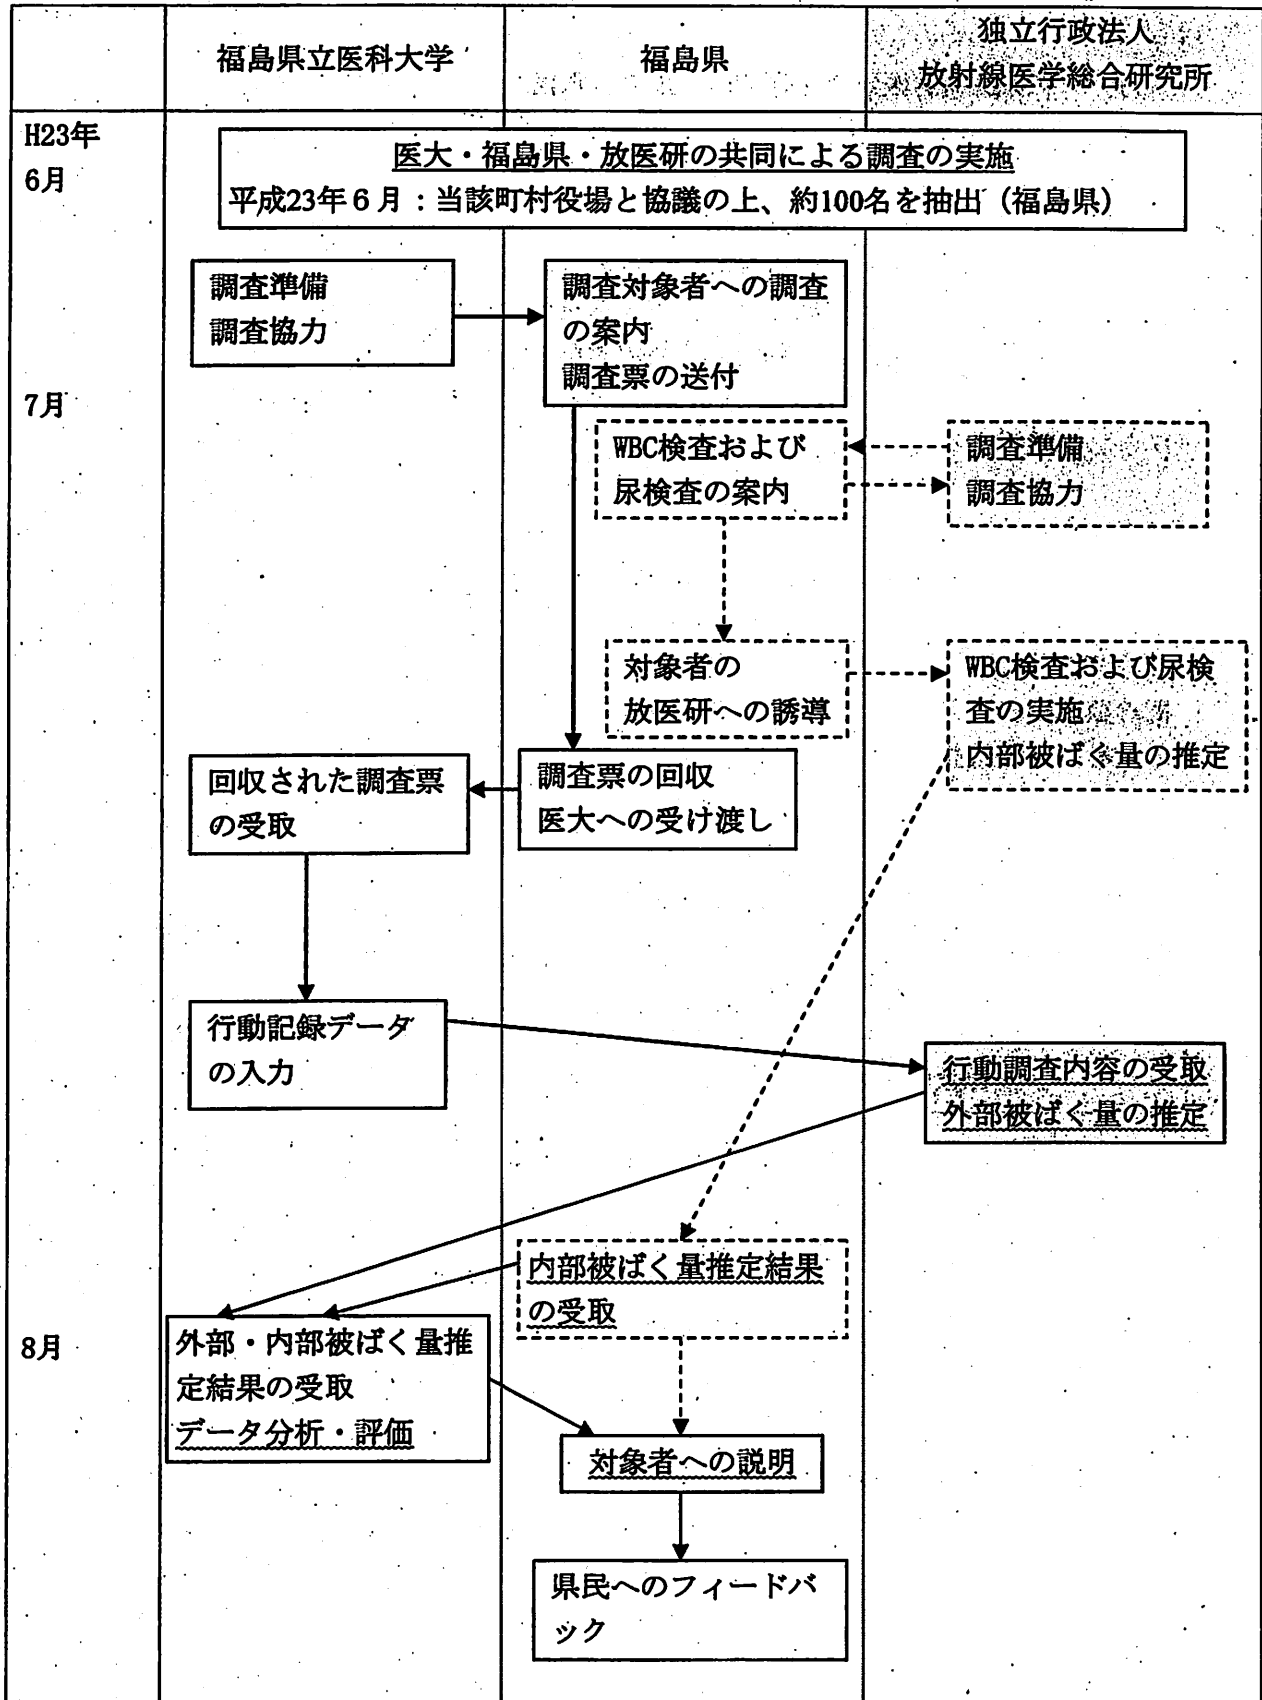 福島県立医科大学
福島県
独立行政法人
放射線医学総合研究所
H23年
6月
医大・福島県・放医研の共同による調査の実施
平成23年6月：当該町村役場と協議の上、約100名を抽出（福島県）
調査準備
調査協力
調査対象者への調査
の案内
調査票の送付
7月
WBC検査および
尿検査の案内
調査準備
調査協力
対象者の
放医研への誘導
WBC検査および尿検
査の実施
内部被ばく量の推定
回収された調査票
の受取
調査票の回収
医大への受け渡し
行動記録データ
の入力
行動調査内容の受取
外部被ばく量の推定
内部被ばく量推定結果
の受取
8月
外部・内部被ばく量推
定結果の受取
データ分析・評価
対象者への説明
県民へのフィードバ
ック